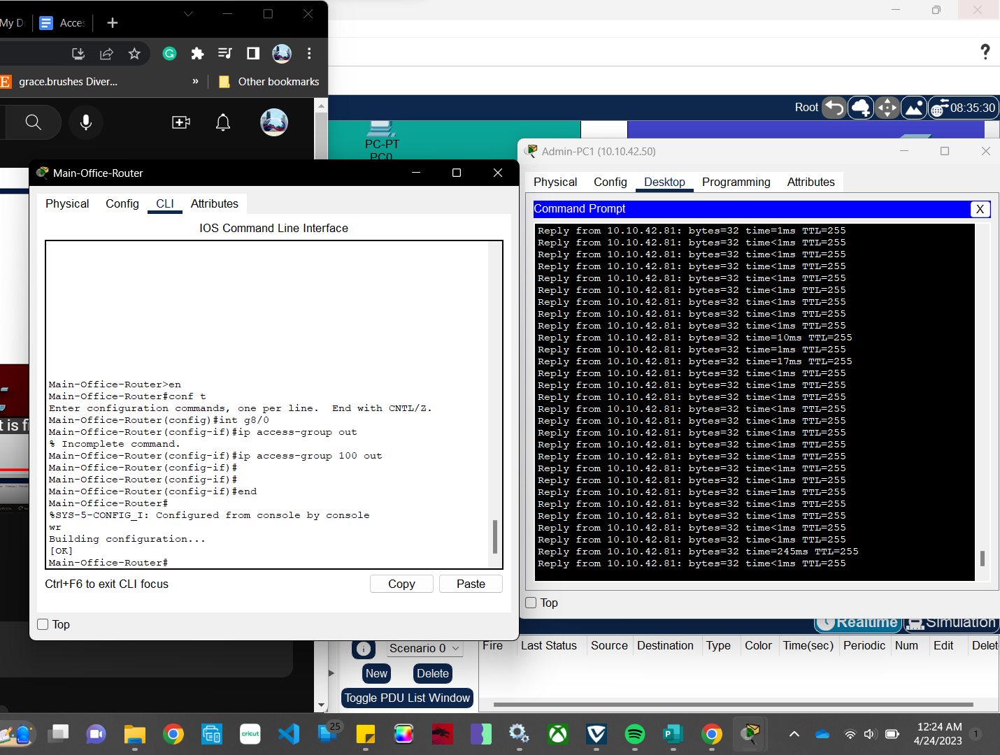 My D
Acces
grace.brushes Diver...
»
Other bookmarks
Root
08:35:30
PC-PT
PC0
Main-Office-Router
Physical
Config
CLI
Attributes
IOS Command Line Interface
Main-Office-Router>en
Main-Office-Router#conf t
Enter configuration commands, one per line.  End with CNTL/Z.
Main-Office-Router(config)#int g8/0
Main-Office-Router(config-if)#ip access-group out
% Incomplete command.
Main-Office-Router(config-if)#ip access-group 100 out
Main-Office-Router(config-if)#
Main-Office-Router(config-if)#
Main-Office-Router(config-if)#end
Main-Office-Router#
%SYS-5-CONFIG_I: Configured from console by console
wr
Building configuration...
[OK]
Main-Office-Router#
Ctrl+F6 to exit CLI focus
Copy
Paste
Top
t is fi
Admin-PC1 (10.10.42.50)
Physical
Config
Desktop
Programming
Attributes
Command Prompt
X
Reply from 10.10.42.81: bytes=32 time=1ms TTL=255
Reply from 10.10.42.81: bytes=32 time<1ms TTL=255
Reply from 10.10.42.81: bytes=32 time<1ms TTL=255
Reply from 10.10.42.81: bytes=32 time<1ms TTL=255
Reply from 10.10.42.81: bytes=32 time<1ms TTL=255
Reply from 10.10.42.81: bytes=32 time<1ms TTL=255
Reply from 10.10.42.81: bytes=32 time<1ms TTL=255
Reply from 10.10.42.81: bytes=32 time<1ms TTL=255
Reply from 10.10.42.81: bytes=32 time<1ms TTL=255
Reply from 10.10.42.81: bytes=32 time=10ms TTL=255
Reply from 10.10.42.81: bytes=32 time=1ms TTL=255
Reply from 10.10.42.81: bytes=32 time=17ms TTL=255
Reply from 10.10.42.81: bytes=32 time<1ms TTL=255
Reply from 10.10.42.81: bytes=32 time<1ms TTL=255
Reply from 10.10.42.81: bytes=32 time<1ms TTL=255
Reply from 10.10.42.81: bytes=32 time<1ms TTL=255
Reply from 10.10.42.81: bytes=32 time<1ms TTL=255
Reply from 10.10.42.81: bytes=32 time<1ms TTL=255
Reply from 10.10.42.81: bytes=32 time<1ms TTL=255
Reply from 10.10.42.81: bytes=32 time<1ms TTL=255
Reply from 10.10.42.81: bytes=32 time<1ms TTL=255
Reply from 10.10.42.81: bytes=32 time<1ms TTL=255
Reply from 10.10.42.81: bytes=32 time=1ms TTL=255
Reply from 10.10.42.81: bytes=32 time<1ms TTL=255
Reply from 10.10.42.81: bytes=32 time<1ms TTL=255
Reply from 10.10.42.81: bytes=32 time<1ms TTL=255
Reply from 10.10.42.81: bytes=32 time<1ms TTL=255
Reply from 10.10.42.81: bytes=32 time=245ms TTL=255
Reply from 10.10.42.81: bytes=32 time<1ms TTL=255
Top
Realtime
Simulation
Scenario 0
New
Delete
Toggle PDU List Window
Fire
Last Status
Source
Destination
Type
Color
Time(sec)
Periodic
Num
Edit
Delet
cricut
25
12:24 AM
4/24/2023
1